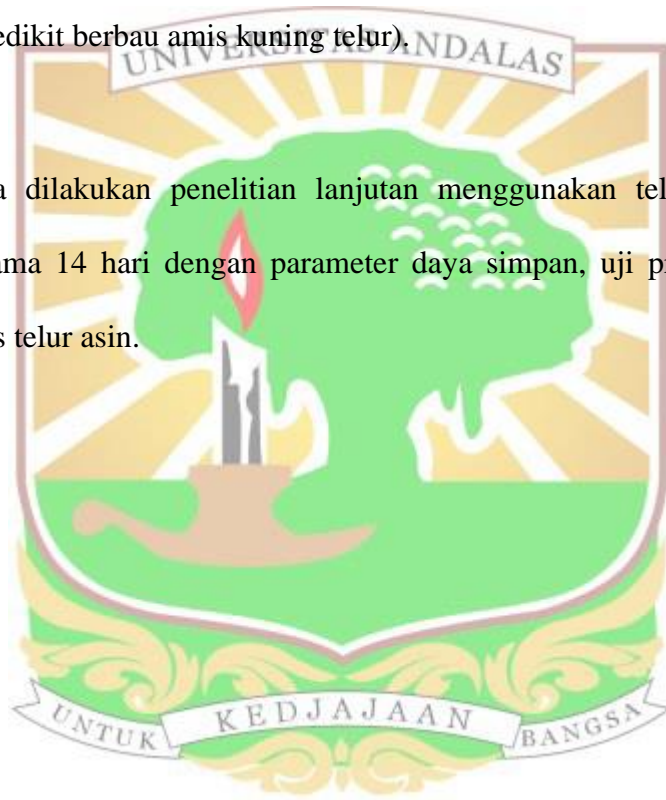 edikit berbau amis kuning telur).
UNIVERSITAS ANDALAS
a dilakukan penelitian lanjutan menggunakan tel
ama 14 hari dengan parameter daya simpan, uji p
s telur asin.
UNTUK KEDJAJAAN BANGSA